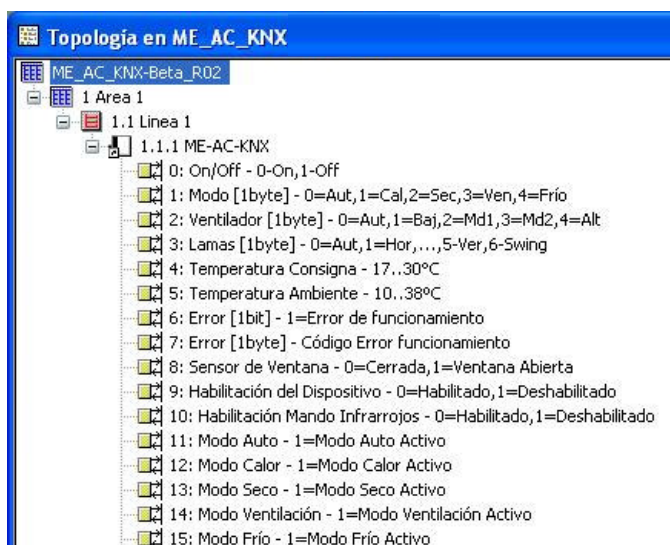 Topología en ME_AC_KNX
ME_AC_KNX-Beta_R02
1 Area 1
1.1 Linea 1
1.1.1 ME-AC-KNX
0: On/Off - 0-On,1-Off
1: Modo [1byte] - 0=Aut,1=Cal,2=Sec,3=Ven,4=Frío
2: Ventilador [1byte] - 0=Aut,1=Baj,2=Md1,3=Md2,4=Alt
3: Lamas [1byte] - 0=Aut,1=Hor,...,5-Ver,6-Swing
4: Temperatura Consigna - 17..30ºC
5: Temperatura Ambiente - 10..38ºC
6: Error [1bit] - 1=Error de funcionamiento
7: Error [1byte] - Código Error funcionamiento
8: Sensor de Ventana - 0=Cerrada,1=Ventana Abierta
9: Habilitación del Dispositivo - 0=Habilitado,1=Deshabilitado
10: Habilitación Mando Infrarrojos - 0=Habilitado,1=Deshabilitado
11: Modo Auto - 1=Modo Auto Activo
12: Modo Calor - 1=Modo Calor Activo
13: Modo Seco - 1=Modo Seco Activo
14: Modo Ventilación - 1=Modo Ventilación Activo
15: Modo Frío - 1=Modo Frío Activo